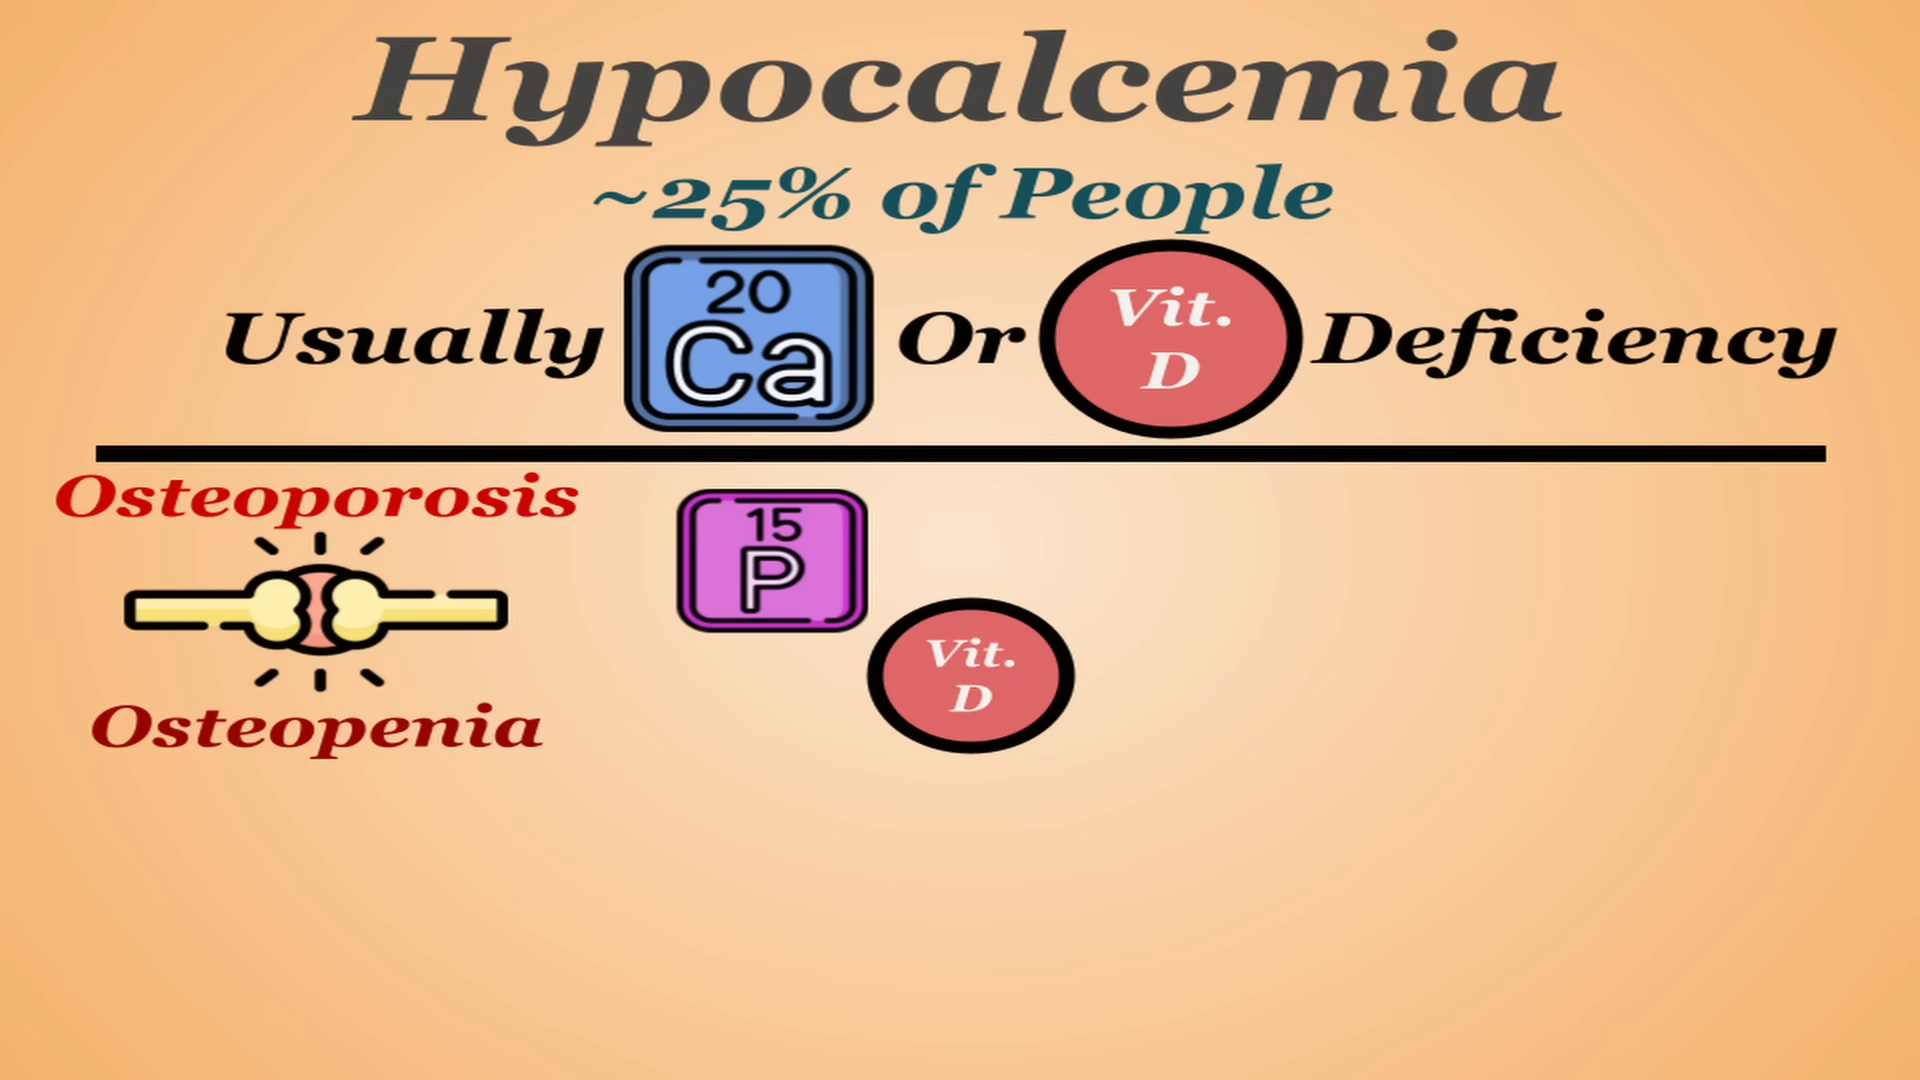 Hypocalcemia
~25% of People
Usually 20 Ca Or Vit. D Deficiency
Osteoporosis
15
P
Vit.
D
Osteopenia